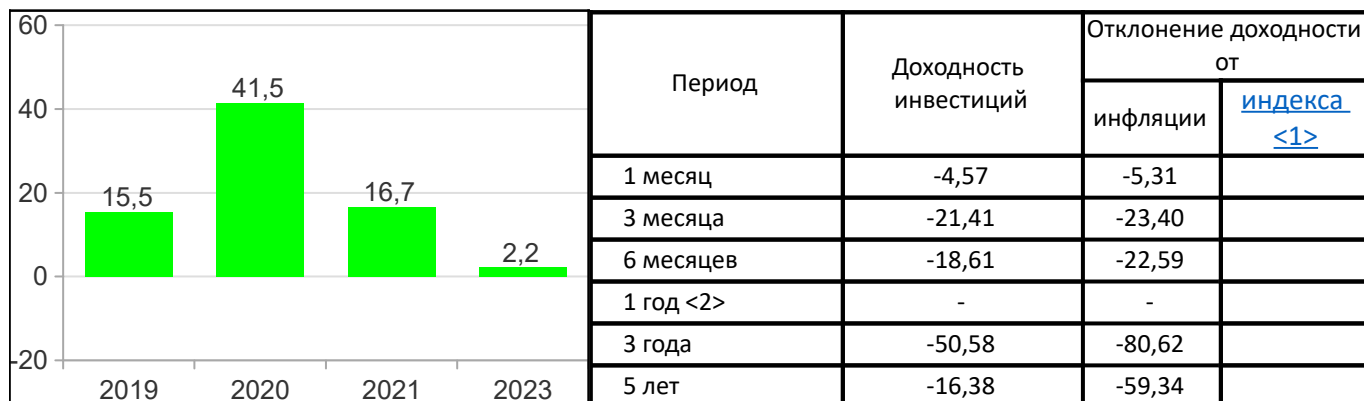 60
40
20
0
-20
15,5
41,5
16,7
2,2
2019 2020 2021 2023
Период
Доходность
инвестиций
Отклонение доходности
от
инфляции
индекса
<1>
1 месяц -4,57 -5,31
3 месяца -21,41 -23,40
6 месяцев -18,61 -22,59
1 год <2> - -
3 года -50,58 -80,62
5 лет -16,38 -59,34